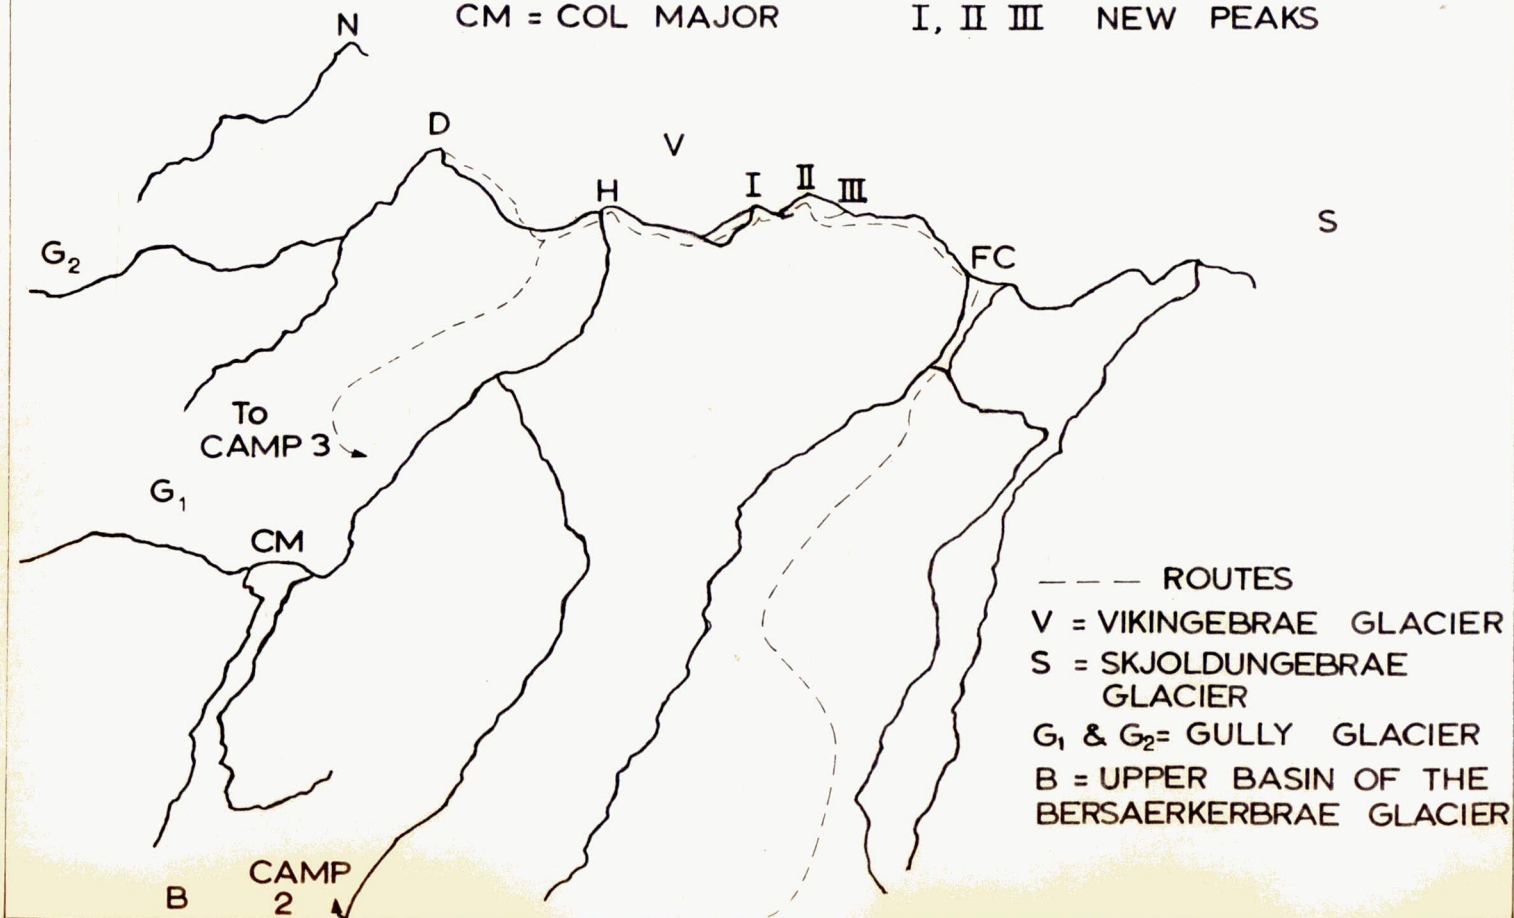 CM = COL MAJOR
I, II III NEW PEAKS
N
D
V
H
I
II
III
S
G2
FC
To
CAMP 3
G1
CM
--- ROUTES
V = VIKINGEBRAE GLACIER
S = SKJOLDUNGEBRAE
GLACIER
G1 & G2= GULLY GLACIER
B = UPPER BASIN OF THE
BERSAERKERBRAE GLACIER
CAMP
2
B